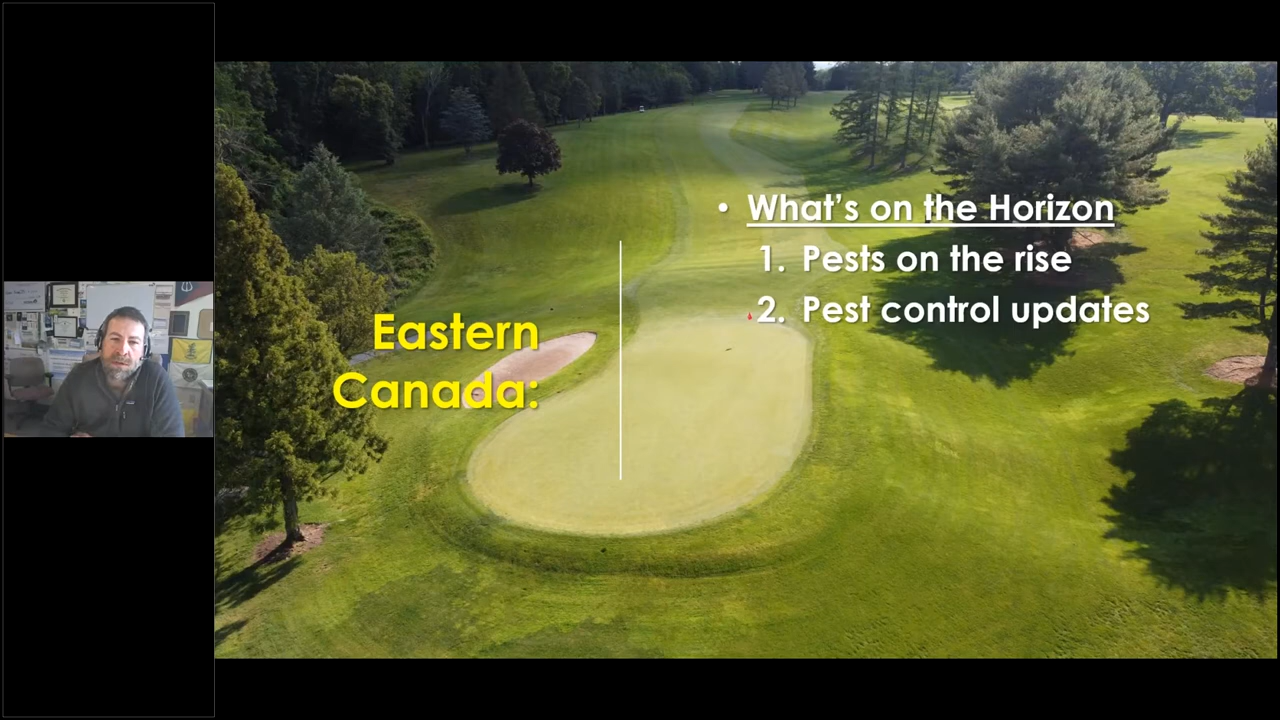 Eastern
Canada:
• What's on the Horizon
1. Pests on the rise
2. Pest control updates